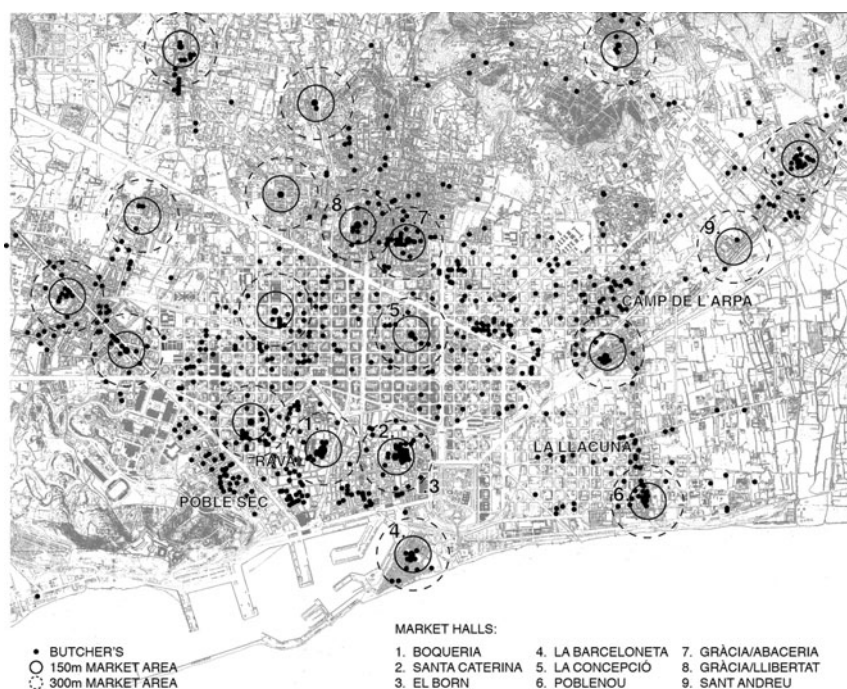 8
7
9
5
CAMP DE L'ARPA
1
2
RAVAL
LA LLACUNA
3
POBLE SEC
6
4
MARKET HALLS:
BUTCHER'S
150m MARKET AREA
300m MARKET AREA
1. BOQUERIA
2. SANTA CATERINA
3. EL BORN
4. LA BARCELONETA
5. LA CONCEPCIÓ
6. POBLENOU
7. GRÀCIA/ABACERIA
8. GRÀCIA/LLIBERTAT
9. SANT ANDREU